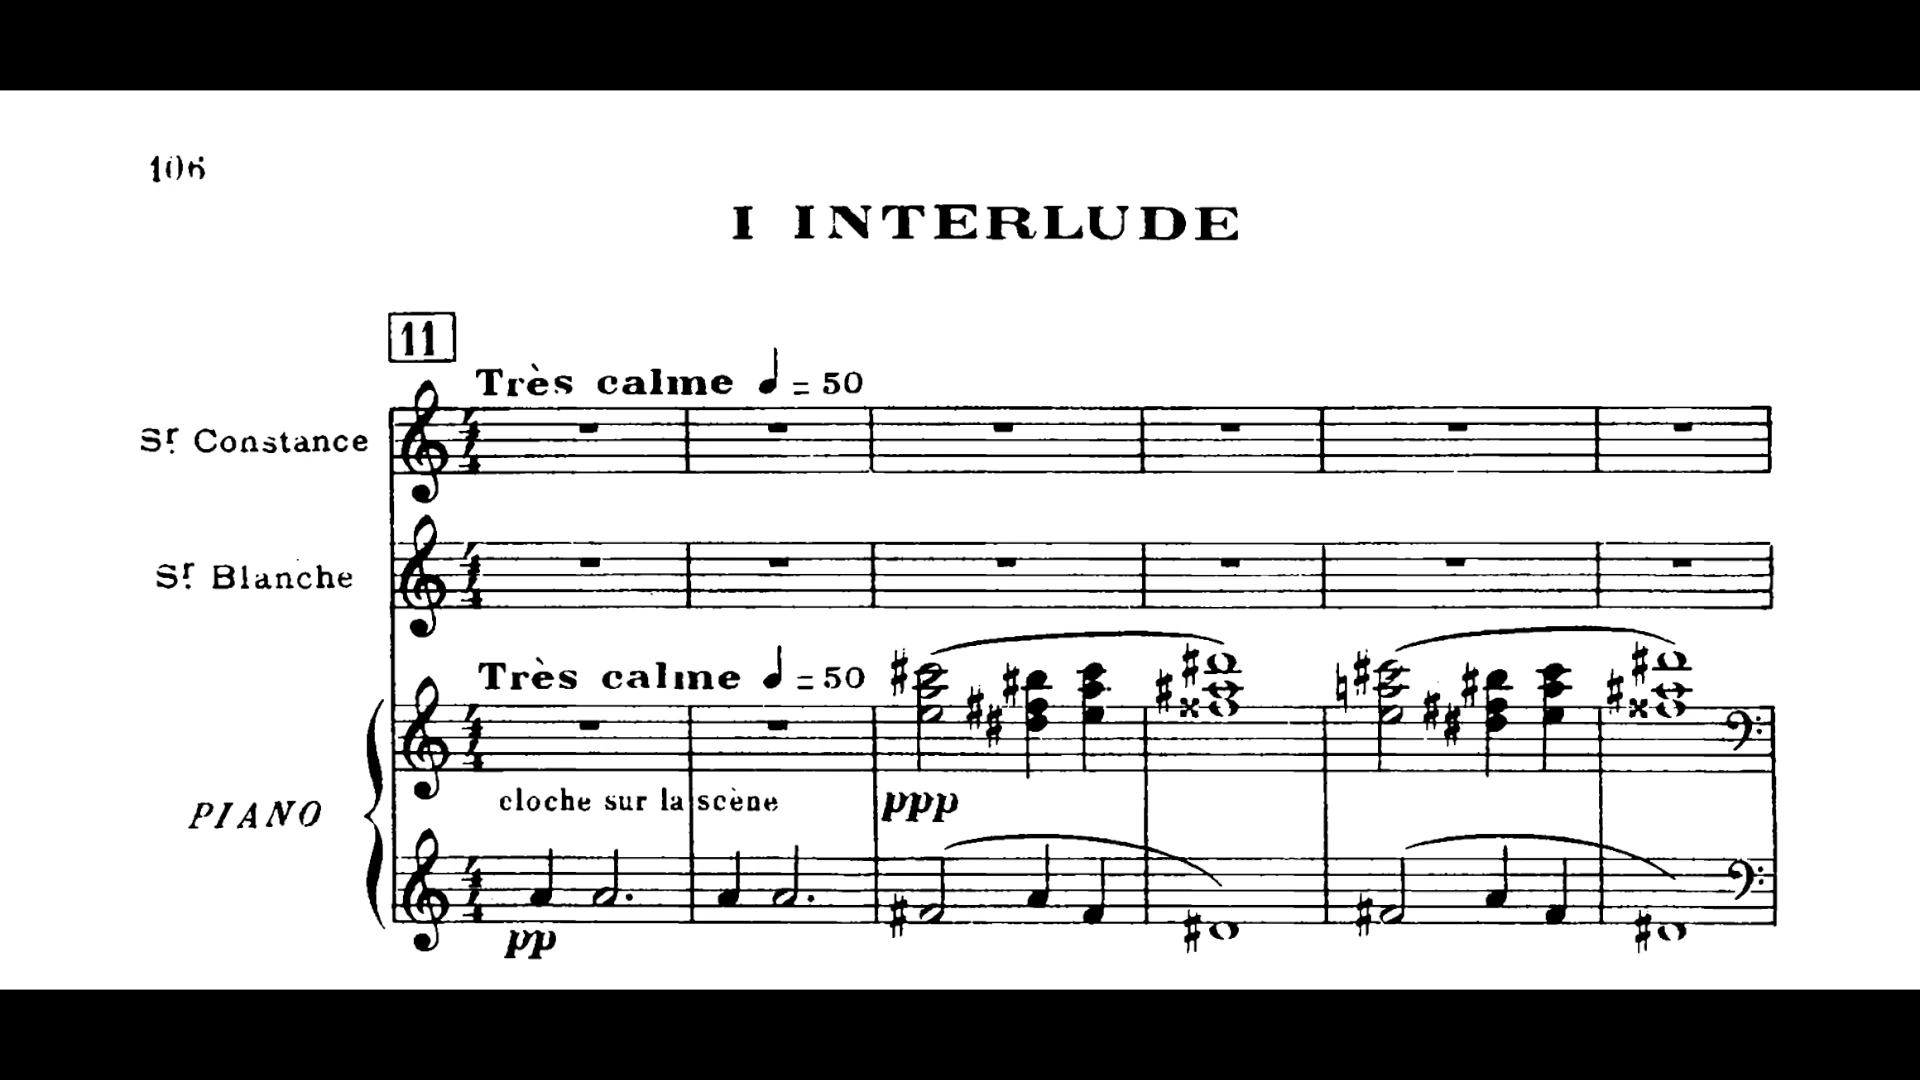 106
I INTERLUDE
11
Très calme ♩ = 50
Sr Constance
Sr Blanche
Très calme ♩ = 50
cloche sur la scène
ppp
PIANO
pp